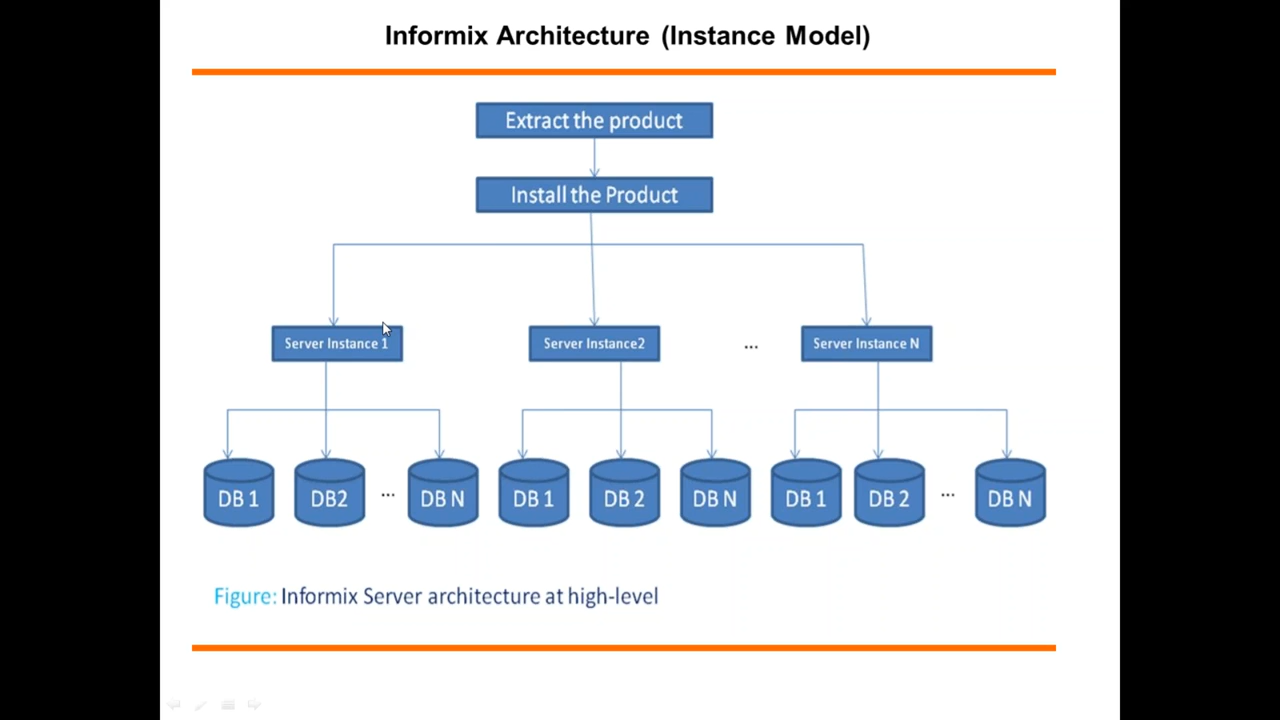 Informix Architecture (Instance Model)
Extract the product
Install the Product
Server Instance 1
Server Instance2
...
Server Instance N
DB 1
DB2
...
DB N
DB 1
DB 2
DB N
DB 1
DB 2
...
DB N
Figure: Informix Server architecture at high-level